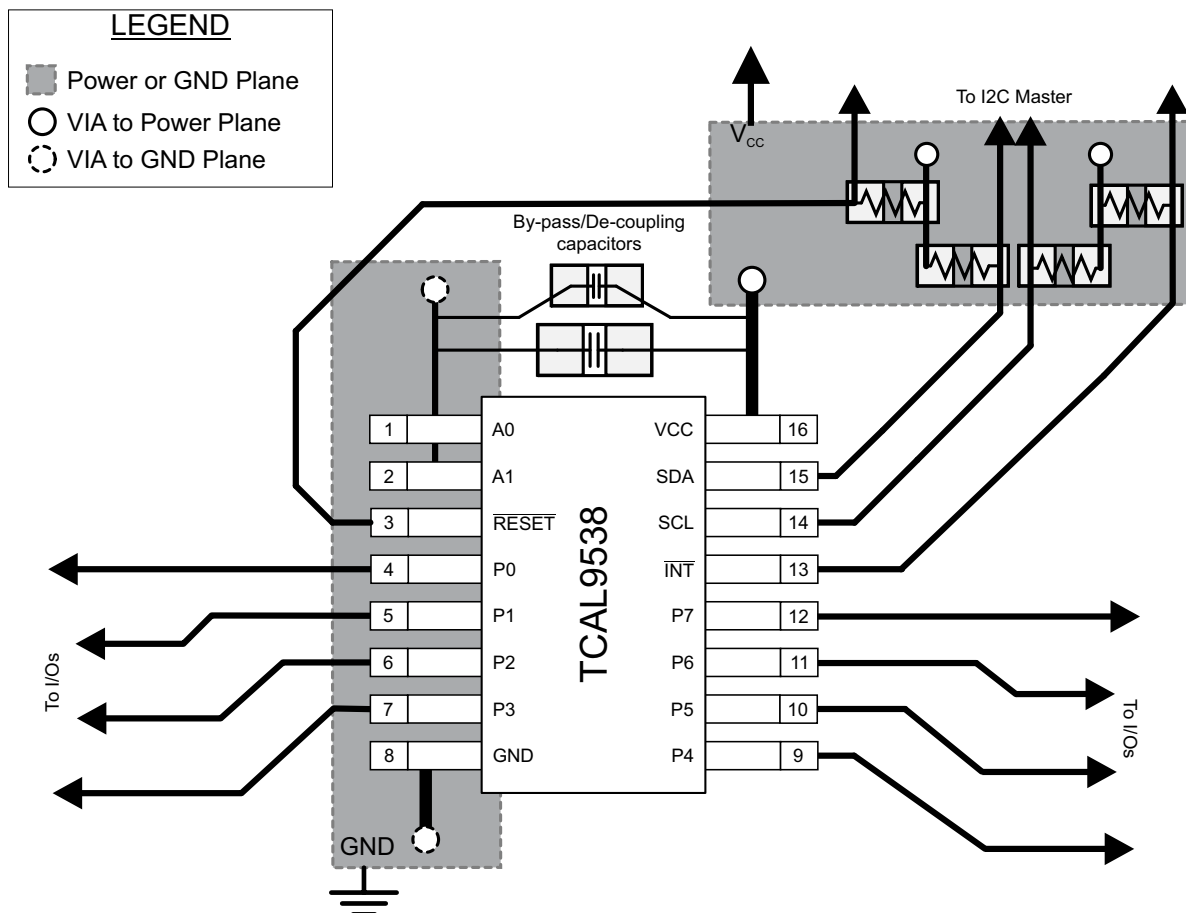 LEGEND
Power or GND Plane
VIA to Power Plane
VIA to GND Plane
To I2C Master
VCC
By-pass/De-coupling
capacitors
1 A0 VCC 16
2 A1 SDA 15
3 RESET SCL 14
4 P0 INT 13
5 P1 P7 12
6 P2 P6 11
7 P3 P5 10
8 GND P4 9
TCAL9538
To I/Os
To I/Os
GND